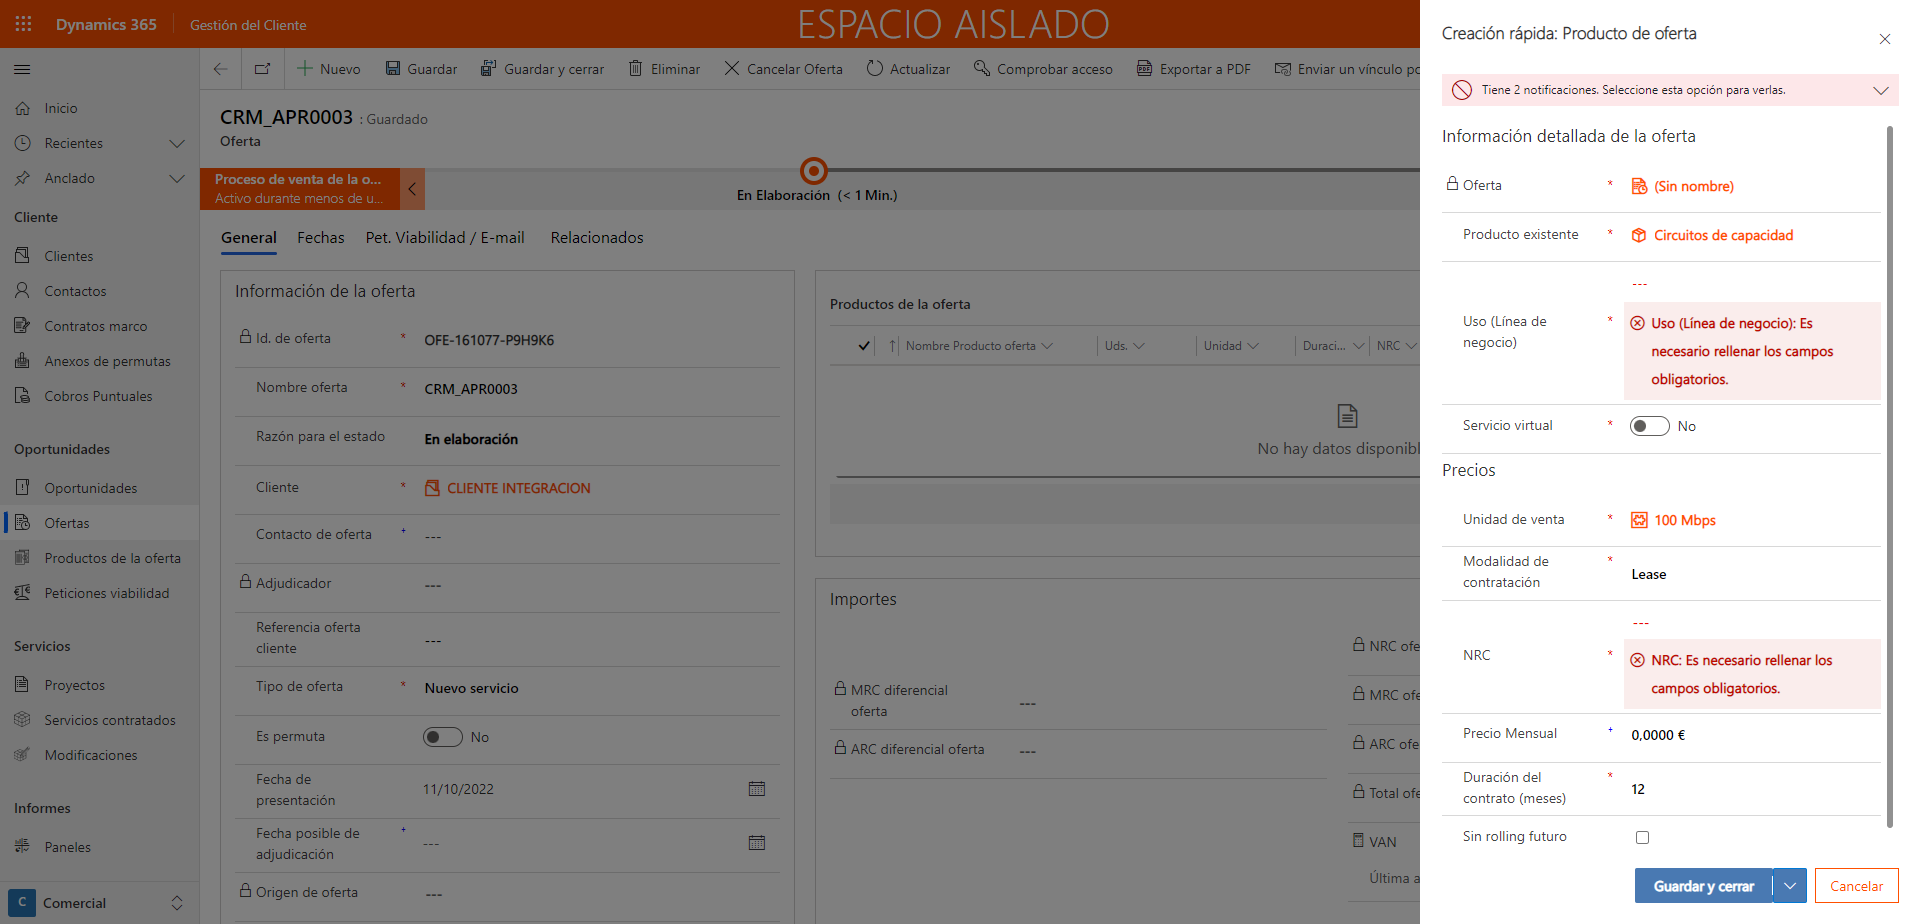 Dynamics 365
Gestión del Cliente
ESPACIO AISLADO
Nuevo
Guardar
Guardar y cerrar
Eliminar
Cancelar Oferta
Actualizar
Comprobar acceso
Exportar a PDF
Enviar un vínculo po
Inicio
Recientes
Anclado
Cliente
Clientes
Contactos
Contratos marco
Anexos de permutas
Cobros Puntuales
Oportunidades
Oportunidades
Ofertas
Productos de la oferta
Peticiones viabilidad
Servicios
Proyectos
Servicios contratados
Modificaciones
Informes
Paneles
C Comercial
CRM_APR0003 : Guardado
Oferta
Proceso de venta de la o...
Activo durante menos de u...
En Elaboración (< 1 Min.)
General
Fechas
Pet. Viabilidad / E-mail
Relacionados
Información de la oferta
Id. de oferta * OFE-161077-P9H9K6
Nombre oferta * CRM_APR0003
Razón para el estado En elaboración
Cliente * CLIENTE INTEGRACION
Contacto de oferta + ---
Adjudicador ---
Referencia oferta
cliente ---
Tipo de oferta * Nuevo servicio
Es permuta No
Fecha de
presentación 11/10/2022
Fecha posible de
adjudicación + ---
Origen de oferta ---
Productos de la oferta
Nombre Producto oferta
Uds.
Unidad
Duraci...
NRC
No hay datos disponibl
Importes
MRC diferencial
oferta ---
ARC diferencial oferta ---
NRC ofe
MRC ofe
ARC ofe
Total ofe
VAN
Última a
Creación rápida: Producto de oferta
Tiene 2 notificaciones. Seleccione esta opción para verlas.
Información detallada de la oferta
Oferta * (Sin nombre)
Producto existente * Circuitos de capacidad
---
Uso (Línea de
negocio) *
Uso (Línea de negocio): Es
necesario rellenar los campos
obligatorios.
Servicio virtual * No
Precios
Unidad de venta * 100 Mbps
Modalidad de
contratación * Lease
---
NRC *
NRC: Es necesario rellenar los
campos obligatorios.
Precio Mensual + 0,0000 €
Duración del
contrato (meses) * 12
Sin rolling futuro
Guardar y cerrar
Cancelar